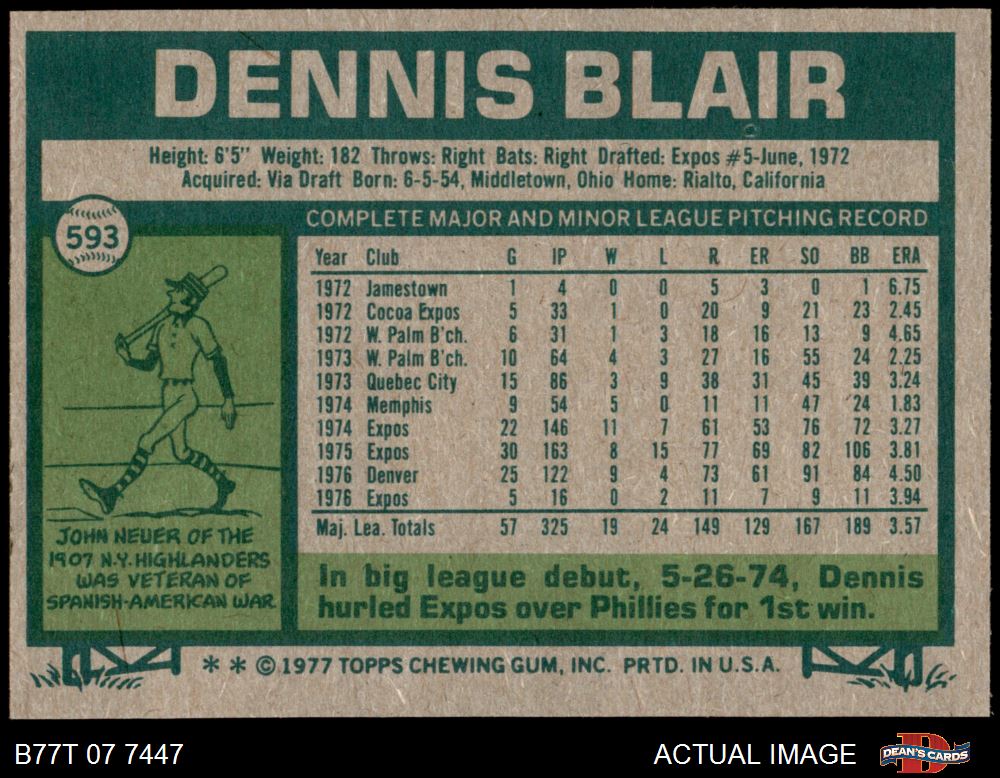 DENNIS BLAIR
Height: 6'5" Weight: 182 Throws: Right Bats: Right Drafted: Expos #5-June, 1972
Acquired: Via Draft Born: 6-5-54, Middletown, Ohio Home: Rialto, California
593
COMPLETE MAJOR AND MINOR LEAGUE PITCHING RECORD
Year Club G IP W L R ER SO BB ERA
1972 Jamestown 1 4 0 0 5 3 0 1 6.75
1972 Cocoa Expos 5 33 1 0 20 9 21 23 2.45
1972 W. Palm B'ch. 6 31 1 3 18 16 13 9 4.65
1973 W. Palm B'ch. 10 64 4 3 27 16 55 24 2.25
1973 Quebec City 15 86 3 9 38 31 45 39 3.24
1974 Memphis 9 54 5 0 11 11 47 24 1.83
1974 Expos 22 146 11 7 61 53 76 72 3.27
1975 Expos 30 163 8 15 77 69 82 106 3.81
1976 Denver 25 122 9 4 73 61 91 84 4.50
1976 Expos 5 16 0 2 11 7 9 11 3.94
Maj. Lea. Totals 57 325 19 24 149 129 167 189 3.57
JOHN NEUER OF THE
1907 N.Y. HIGHLANDERS
WAS VETERAN OF
SPANISH-AMERICAN WAR
In big league debut, 5-26-74, Dennis
hurled Expos over Phillies for 1st win.
* * © 1977 TOPPS CHEWING GUM, INC. PRTD. IN U.S.A.
B77T 07 7447
ACTUAL IMAGE
DEAN'S CARDS